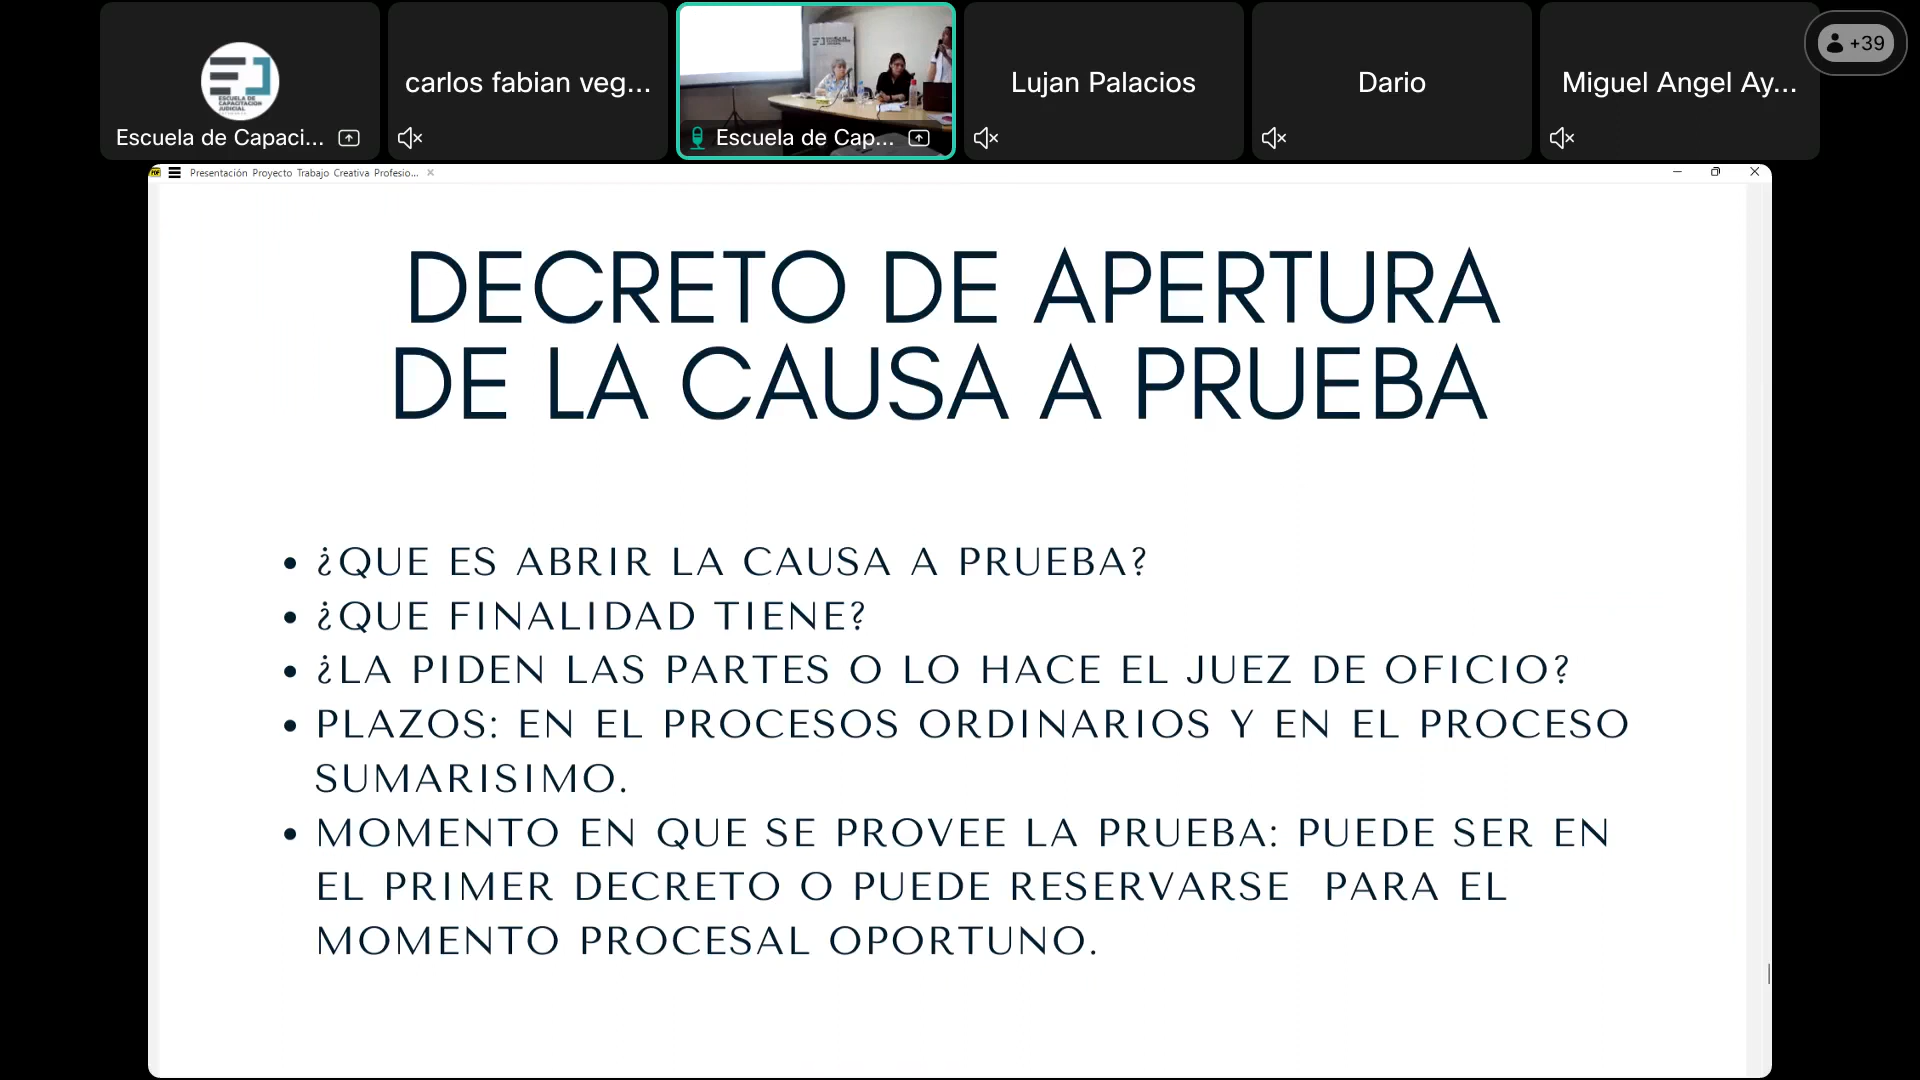 ESCUELA DE
CAPACITACIÓN
JUDICIAL
Escuela de Capaci...
carlos fabian veg...
Escuela de Cap...
Lujan Palacios
Dario
Miguel Angel Ay...
+39
Presentación Proyecto Trabajo Creativa Profesio...
DECRETO DE APERTURA
DE LA CAUSA A PRUEBA
• ¿QUE ES ABRIR LA CAUSA A PRUEBA?
• ¿QUE FINALIDAD TIENE?
• ¿LA PIDEN LAS PARTES O LO HACE EL JUEZ DE OFICIO?
• PLAZOS: EN EL PROCESOS ORDINARIOS Y EN EL PROCESO
SUMARISIMO.
• MOMENTO EN QUE SE PROVEE LA PRUEBA: PUEDE SER EN
EL PRIMER DECRETO O PUEDE RESERVARSE PARA EL
MOMENTO PROCESAL OPORTUNO.